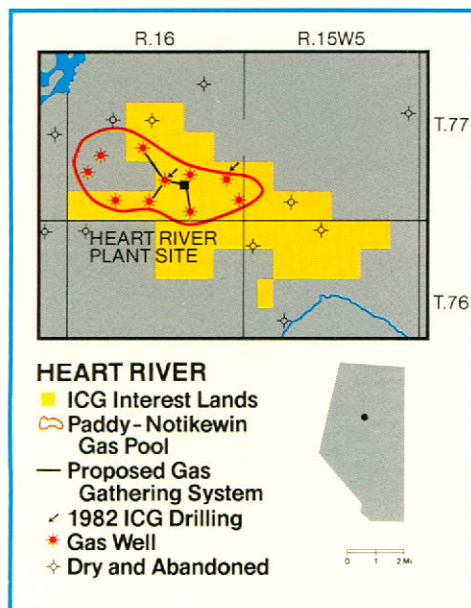 R.16 R.15W5
T.77
HEART RIVER
PLANT SITE
T.76
HEART RIVER
ICG Interest Lands
Paddy-Notikewin
Gas Pool
Proposed Gas
Gathering System
1982 ICG Drilling
Gas Well
Dry and Abandoned
0 1 2 Mi.